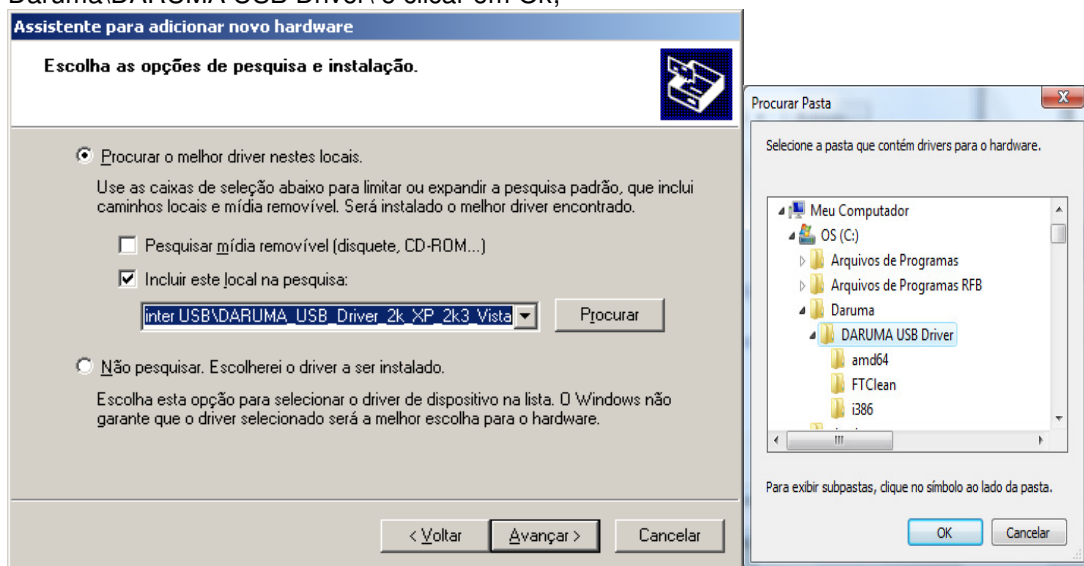 Daruma\DARUMA USB Driver\ e clicar em Ok;
Assistente para adicionar novo hardware
Escolha as opções de pesquisa e instalação.
Procurar o melhor driver nestes locais.
Use as caixas de seleção abaixo para limitar ou expandir a pesquisa padrão, que inclui
caminhos locais e mídia removível. Será instalado o melhor driver encontrado.
Pesquisar mídia removível (disquete, CD-ROM...)
Incluir este local na pesquisa:
inter USB\DARUMA_USB_Driver_2k_XP_2k3_Vista
Procurar
Não pesquisar. Escolherei o driver a ser instalado.
Escolha esta opção para selecionar o driver de dispositivo na lista. O Windows não
garante que o driver selecionado será a melhor escolha para o hardware.
< Voltar
Avançar >
Cancelar
Procurar Pasta
Selecione a pasta que contém drivers para o hardware.
Meu Computador
OS (C:)
Arquivos de Programas
Arquivos de Programas RFB
Daruma
DARUMA USB Driver
amd64
FTClean
i386
Para exibir subpastas, clique no símbolo ao lado da pasta.
OK
Cancelar